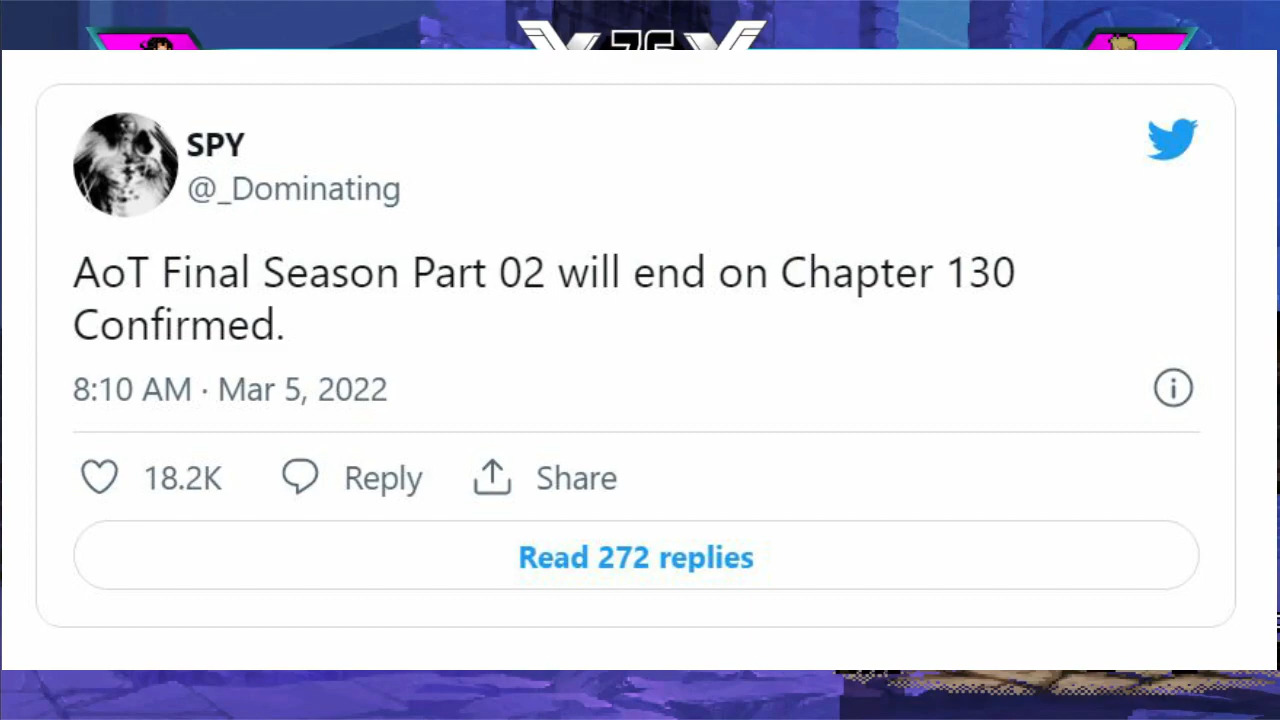 76
SPY
@_Dominating
AoT Final Season Part 02 will end on Chapter 130
Confirmed.
8:10 AM · Mar 5, 2022
18.2K Reply Share
Read 272 replies